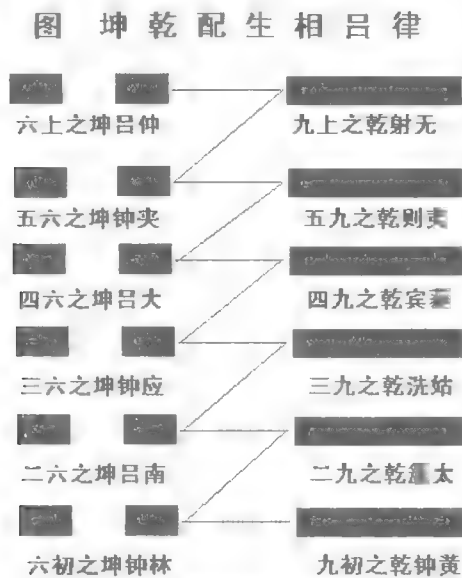 律吕相生配乾坤图
无射乾之上九
仲吕坤之上六
夷则乾之九五
夹钟坤之六五
蕤宾乾之九四
大吕坤之六四
姑洗乾之九三
应钟坤之六三
太乾之九二
南吕坤之六二
黄钟乾之初九
林钟坤之初六